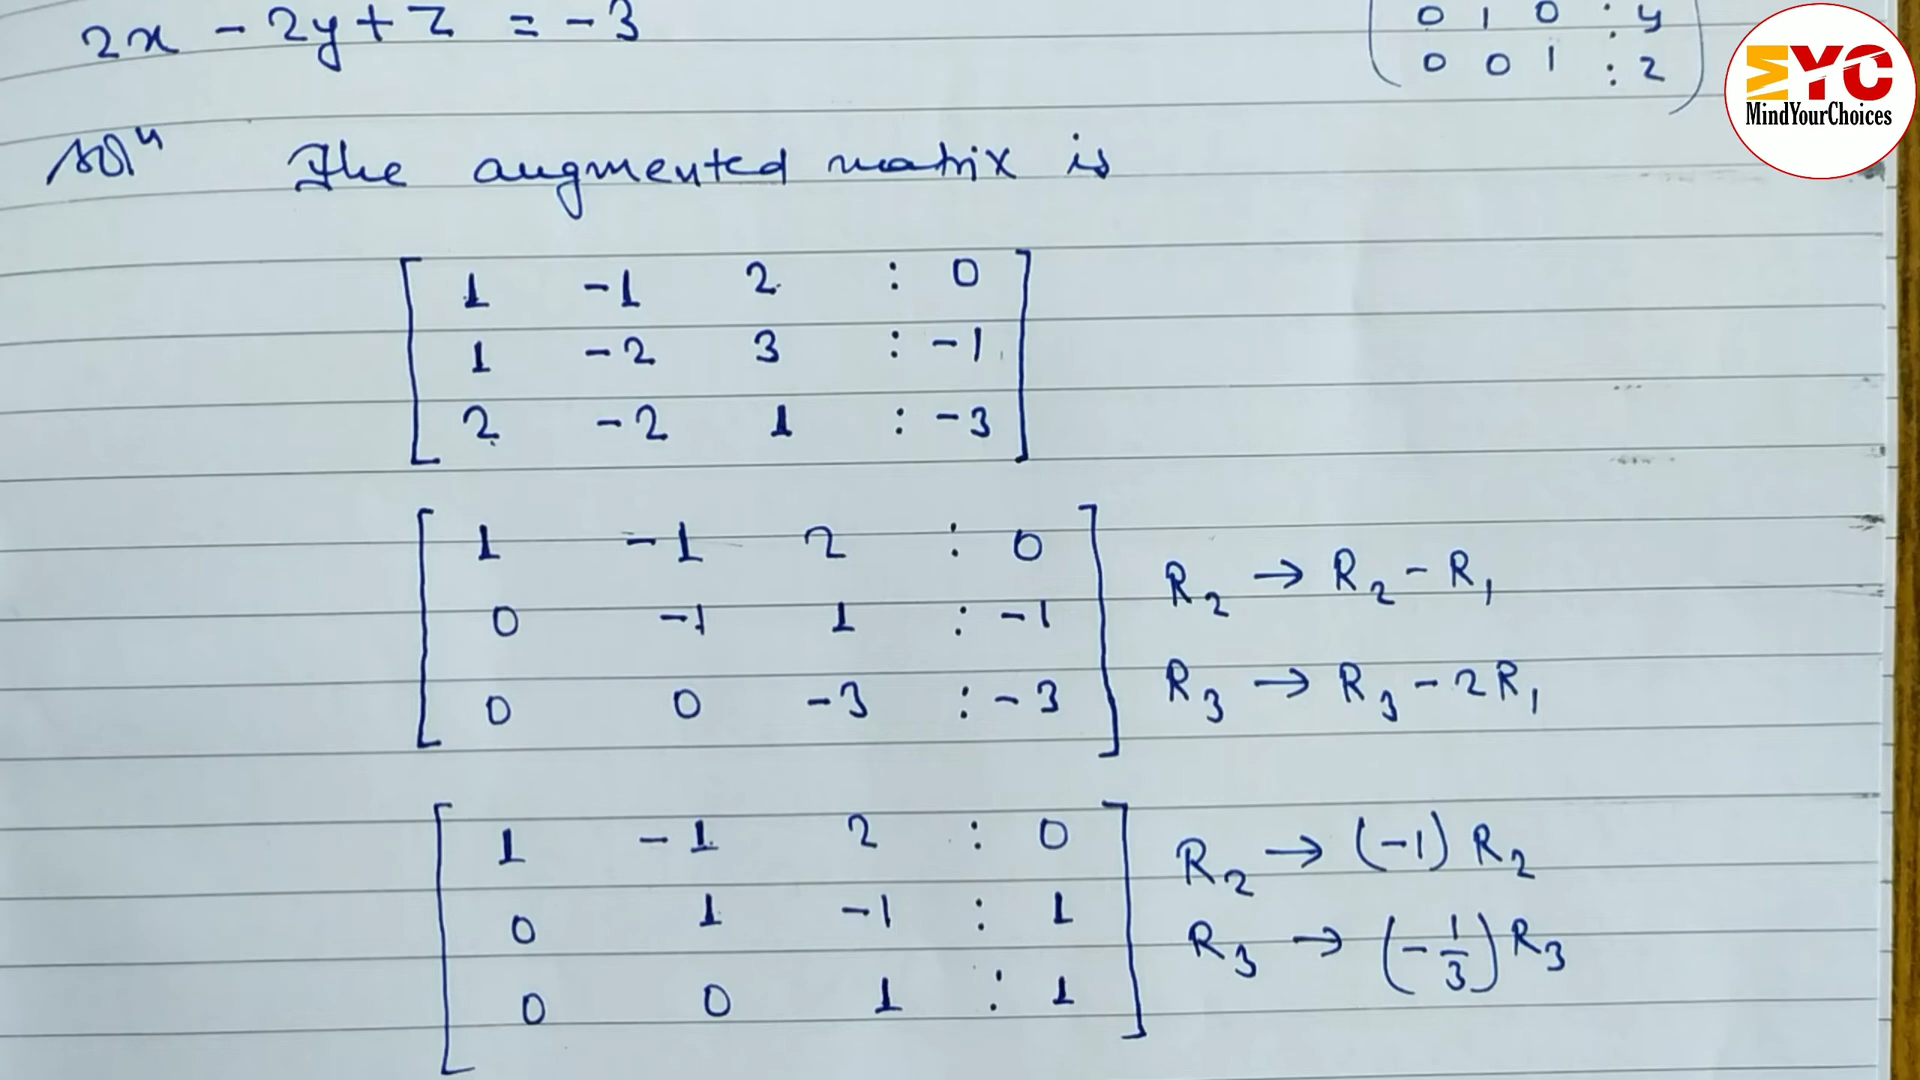 2x - 2y + z = -3
0 1 0 : y
0 0 1 : z
MYC
MindYourChoices
Solⁿ The augmented matrix is
1 -1 2 : 0
1 -2 3 : -1
2 -2 1 : -3
1 -1 2 : 0
0 -1 1 : -1
0 0 -3 : -3
R₂ → R₂ - R₁
R₃ → R₃ - 2R₁
1 -1 2 : 0
0 1 -1 : 1
0 0 1 : 1
R₂ → (-1) R₂
R₃ → (-1/3) R₃